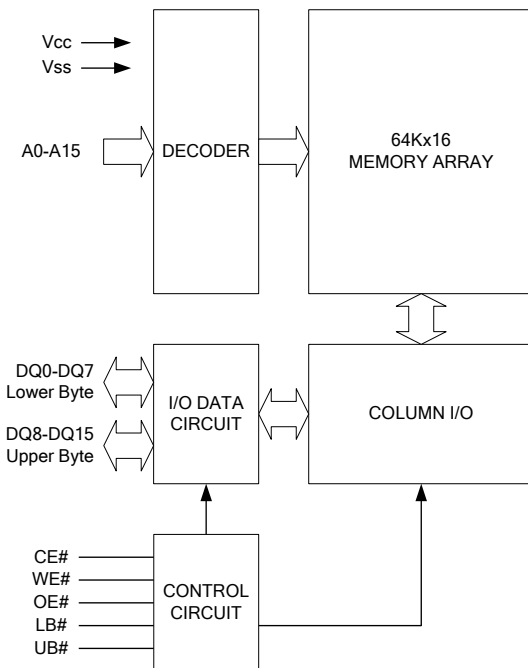 Vcc
Vss
A0-A15
DECODER
64Kx16
MEMORY ARRAY
DQ0-DQ7
Lower Byte
DQ8-DQ15
Upper Byte
I/O DATA
CIRCUIT
COLUMN I/O
CE#
WE#
OE#
LB#
UB#
CONTROL
CIRCUIT